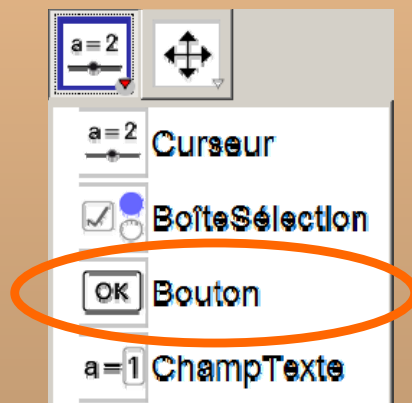 a=2
a=2 Curseur
BoîteSélection
OK Bouton
a=1 ChampTexte